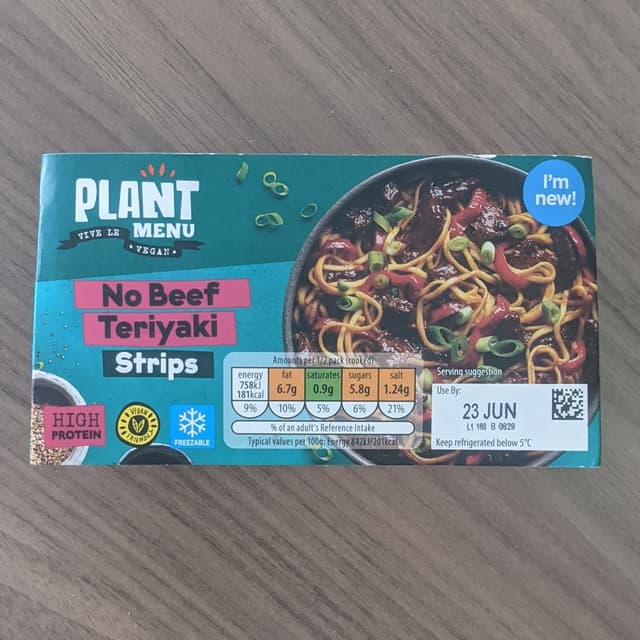 PLANT
MENU
VIVE LE
• VEGAN •
No Beef
Teriyaki
Strips
I'm
new!
HIGH
PROTEIN
VEGAN
FRIENDLY
FREEZABLE
Amounts per 1/2 pack (cooked)
energy fat saturates sugars salt
758kJ 6.7g 0.9g 5.8g 1.24g
181kcal
9% 10% 5% 6% 21%
% of an adult's Reference Intake
Typical values per 100g: Energy 842kJ/201kcal
Serving suggestion
Use By:
23 JUN
L1 160 B 0829
Keep refrigerated below 5°C